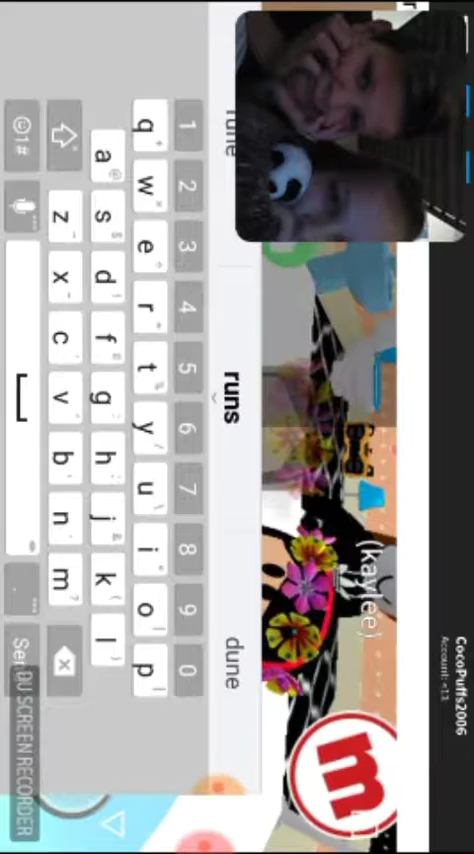 CocoPuffs2006
Account: <13
(kaylee)
m
rune runs dune
1 2 3 4 5 6 7 8 9 0
q w e r t y u i o p
a s d f g h j k l
z x c v b n m
!#
DU SCREEN RECORDER